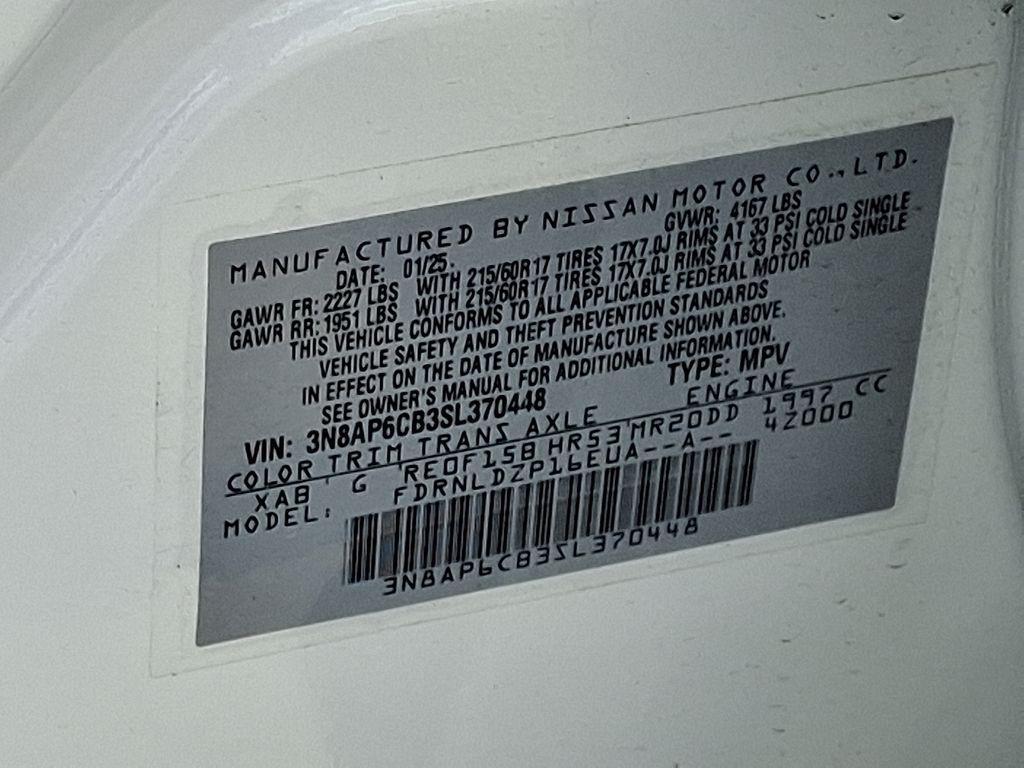 MANUFACTURED BY NISSAN MOTOR CO., LTD.
DATE: 01/25. GVWR: 4167 LBS
GAWR FR: 2227 LBS WITH 215/60R17 TIRES 17X7.0J RIMS AT 33 PSI COLD SINGLE
GAWR RR: 1951 LBS WITH 215/60R17 TIRES 17X7.0J RIMS AT 33 PSI COLD SINGLE
THIS VEHICLE CONFORMS TO ALL APPLICABLE FEDERAL MOTOR
VEHICLE SAFETY AND THEFT PREVENTION STANDARDS
IN EFFECT ON THE DATE OF MANUFACTURE SHOWN ABOVE.
SEE OWNER'S MANUAL FOR ADDITIONAL INFORMATION.
VIN: 3N8AP6CB3SL370448 TYPE: MPV
COLOR TRIM TRANS AXLE ENGINE
XAB G RE0F15B HR53 MR20DD 1997 CC
MODEL: FDRNLDZP16EUA--A-- 4Z000
3N8AP6CB3SL370448